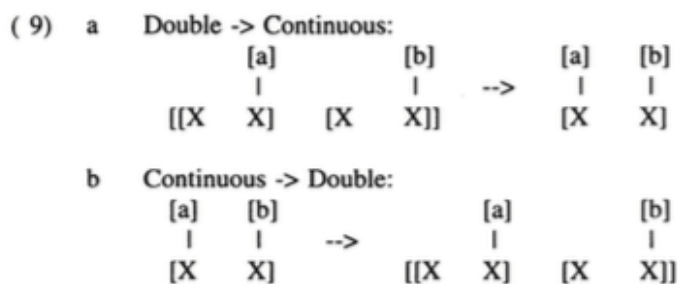 ( 9) a Double -> Continuous:
[a] [b] [a] [b]
| | --> | |
[[X X] [X X]] [X X]
b Continuous -> Double:
[a] [b] [a] [b]
| | --> | |
[X X] [[X X] [X X]]